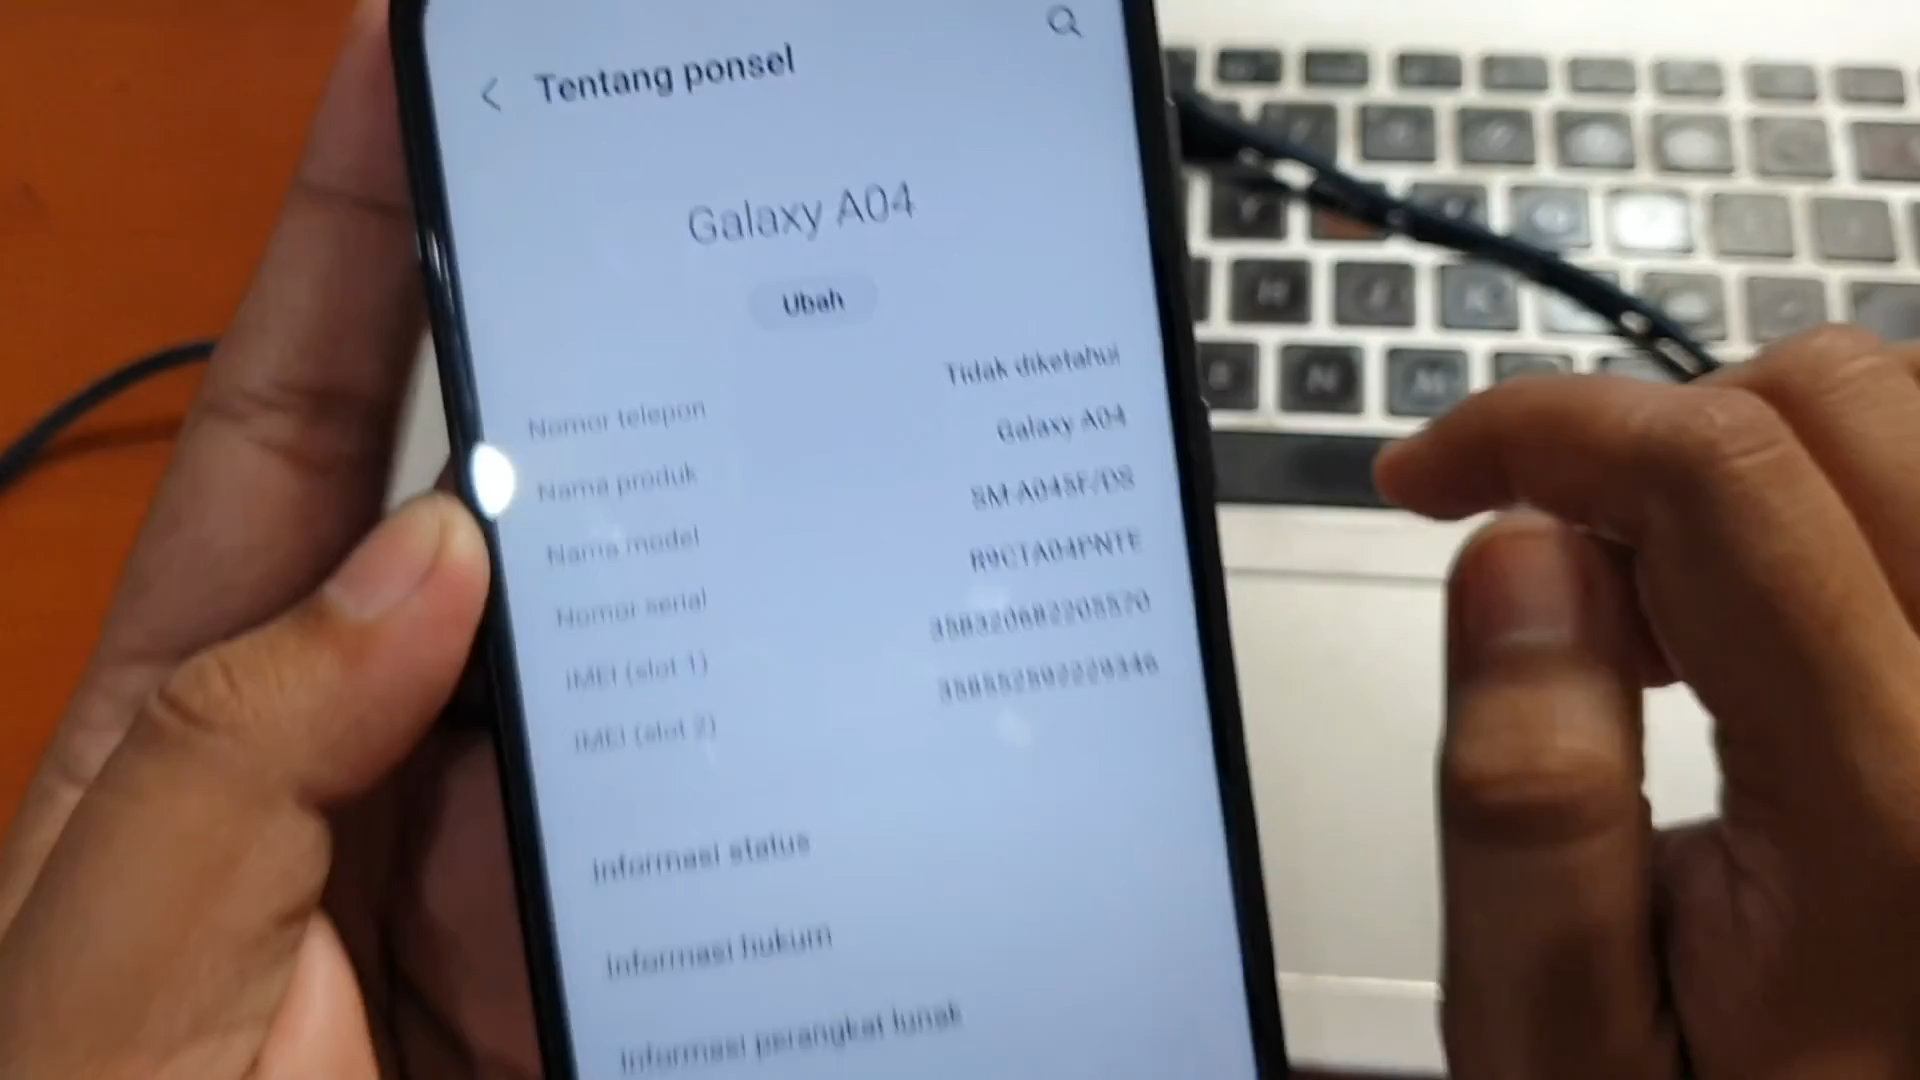 Tentang ponsel
Galaxy A04
Ubah
Nomor telepon Tidak diketahui
Nama produk Galaxy A04
Nama model SM-A045F/DS
Nomor serial R9CTA04PNTE
IMEI (slot 1)
IMEI (slot 2)
Informasi status
Informasi hukum
Informasi perangkat lunak